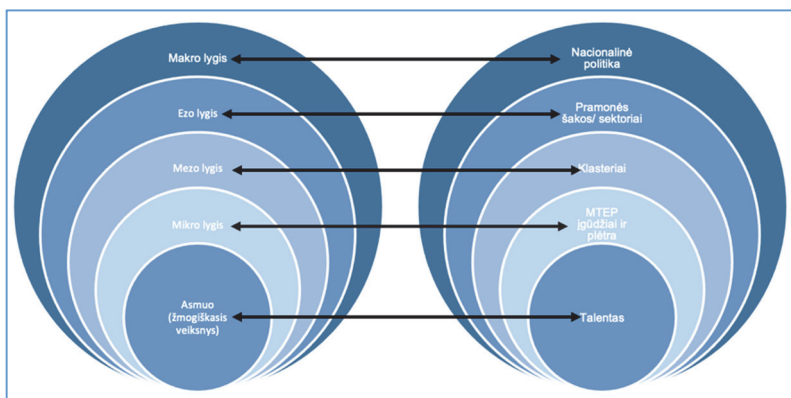 Makro lygis
Nacionalinė
politika
Ezo lygis
Pramonės
šakos/ sektoriai
Mezo lygis
Klasteriai
Mikro lygis
MTEP
įgūdžiai ir
plėtra
Asmuo
(žmogiškasis
veiksnys)
Talentas